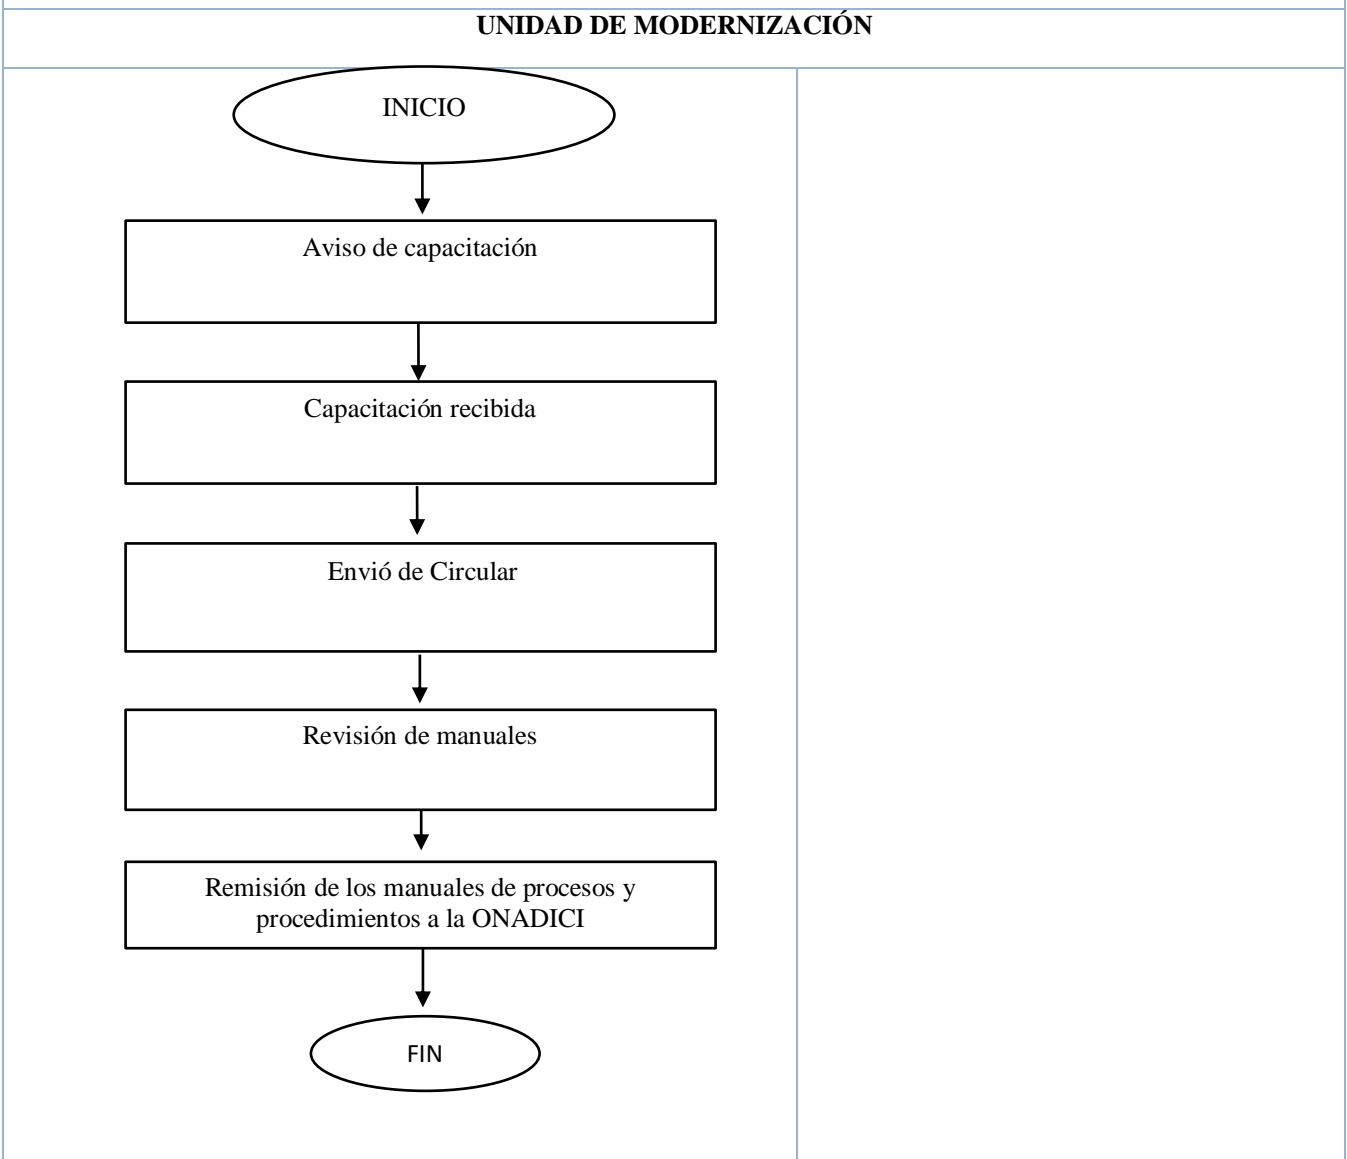 UNIDAD DE MODERNIZACIÓN
INICIO
Aviso de capacitación
Capacitación recibida
Envió de Circular
Revisión de manuales
Remisión de los manuales de procesos y
procedimientos a la ONADICI
FIN